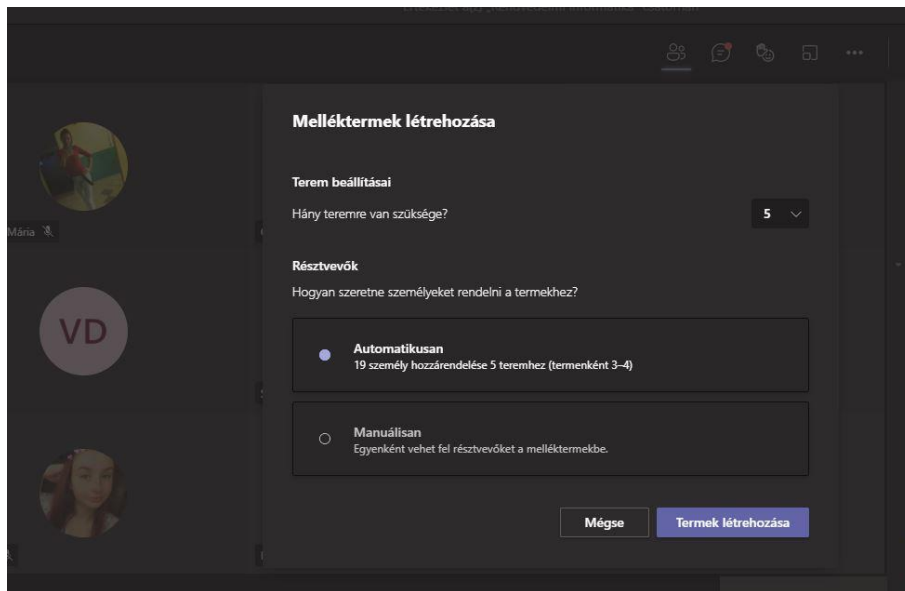 Melléktermek létrehozása
Terem beállításai
Hány teremre van szüksége?
5
Mária
Résztvevők
Hogyan szeretne személyeket rendelni a termekhez?
VD
Automatikusan
19 személy hozzárendelése 5 teremhez (termenként 3–4)
Manuálisan
Egyenként vehet fel résztvevőket a melléktermekbe.
Mégse
Termek létrehozása